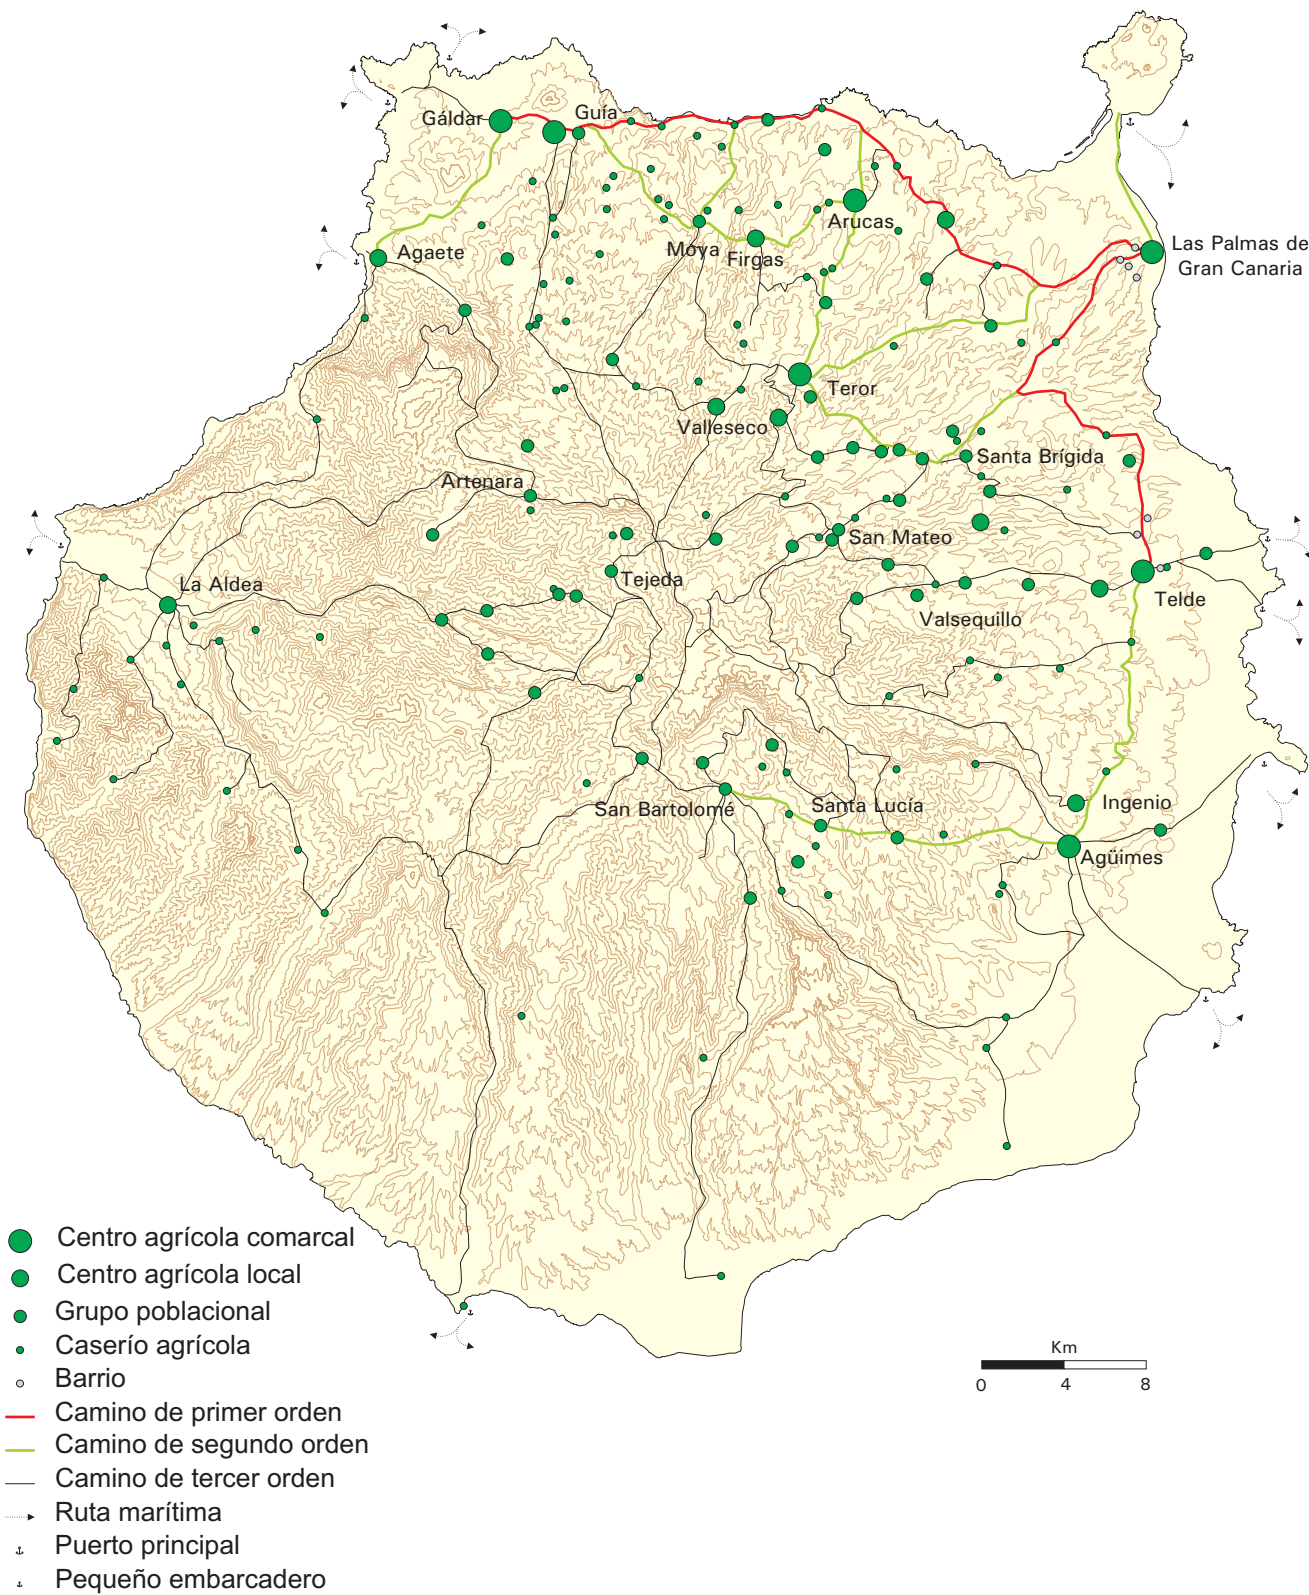 Gáldar
Guía
Arucas
Moya
Firgas
Agaete
Las Palmas de
Gran Canaria
Teror
Valleseco
Santa Brígida
Artenara
San Mateo
Tejeda
La Aldea
Valsequillo
Telde
San Bartolomé
Santa Lucía
Ingenio
Agüimes
Centro agrícola comarcal
Centro agrícola local
Grupo poblacional
Caserío agrícola
Barrio
Camino de primer orden
Camino de segundo orden
Camino de tercer orden
Ruta marítima
Puerto principal
Pequeño embarcadero
Km
0 4 8